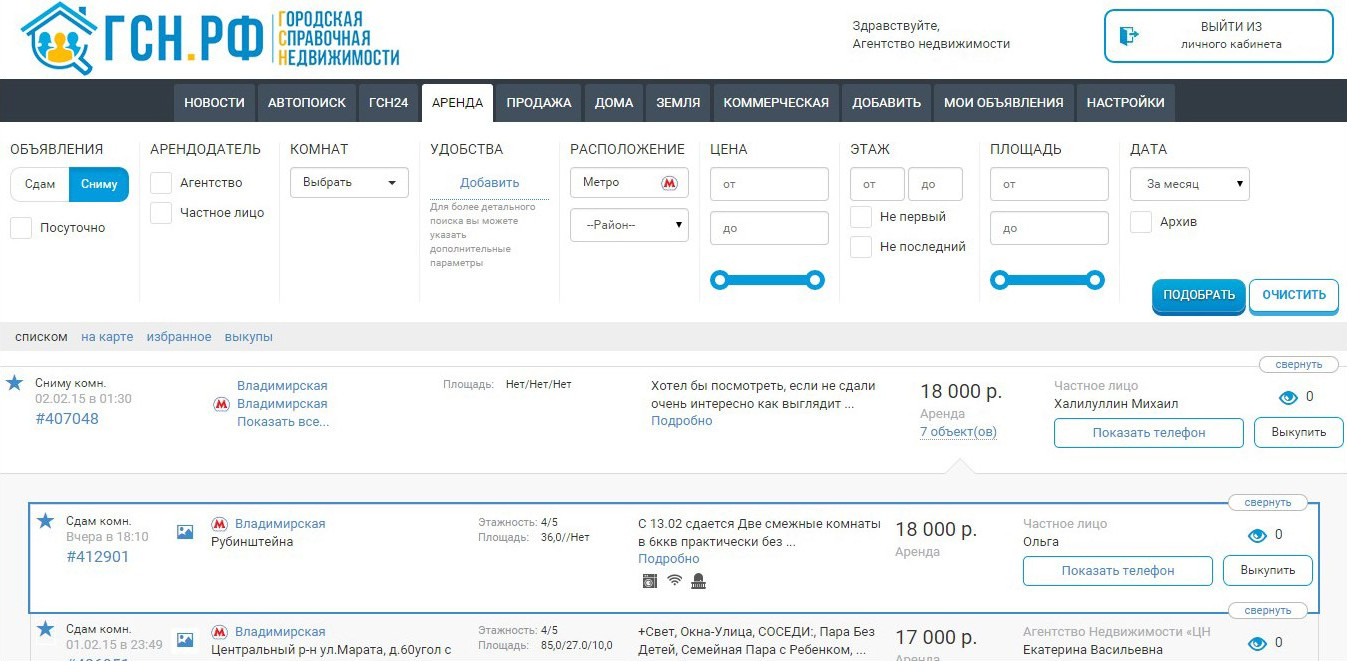 ГСН.РФ
ГОРОДСКАЯ
СПРАВОЧНАЯ
НЕДВИЖИМОСТИ
Здравствуйте,
Агентство недвижимости
ВЫЙТИ ИЗ
личного кабинета
НОВОСТИ АВТОПОИСК ГСН24 АРЕНДА ПРОДАЖА ДОМА ЗЕМЛЯ КОММЕРЧЕСКАЯ ДОБАВИТЬ МОИ ОБЪЯВЛЕНИЯ НАСТРОЙКИ
ОБЪЯВЛЕНИЯ
Сдам Сниму
Посуточно
АРЕНДОДАТЕЛЬ
Агентство
Частное лицо
КОМНАТ
Выбрать
УДОБСТВА
Добавить
Для более детального
поиска вы можете
указать
дополнительные
параметры
РАСПОЛОЖЕНИЕ
Метро
--Район--
ЦЕНА
от
до
ЭТАЖ
от до
Не первый
Не последний
ПЛОЩАДЬ
от
до
ДАТА
За месяц
Архив
ПОДОБРАТЬ ОЧИСТИТЬ
списком на карте избранное выкупы
свернуть
Сниму комн.
02.02.15 в 01:30
#407048
Владимирская
Владимирская
Показать все...
Площадь: Нет/Нет/Нет
Хотел бы посмотреть, если не сдали
очень интересно как выглядит ...
Подробно
18 000 р.
Аренда
7 объект(ов)
Частное лицо
Халилуллин Михаил
Показать телефон
0
Выкупить
свернуть
Сдам комн.
Вчера в 18:10
#412901
Владимирская
Рубинштейна
Этажность: 4/5
Площадь: 36,0//Нет
С 13.02 сдается Две смежные комнаты
в 6ккв практически без ...
Подробно
18 000 р.
Аренда
Частное лицо
Ольга
Показать телефон
0
Выкупить
свернуть
Сдам комн.
01.02.15 в 23:49
Владимирская
Центральный р-н ул.Марата, д.60угол с
Этажность: 4/5
Площадь: 85,0/27.0/10,0
+Свет, Окна-Улица, СОСЕДИ:, Пара Без
Детей, Семейная Пара с Ребенком, ...
17 000 р.
Аренда
Агентство Недвижимости «ЦН
Екатерина Васильевна
0